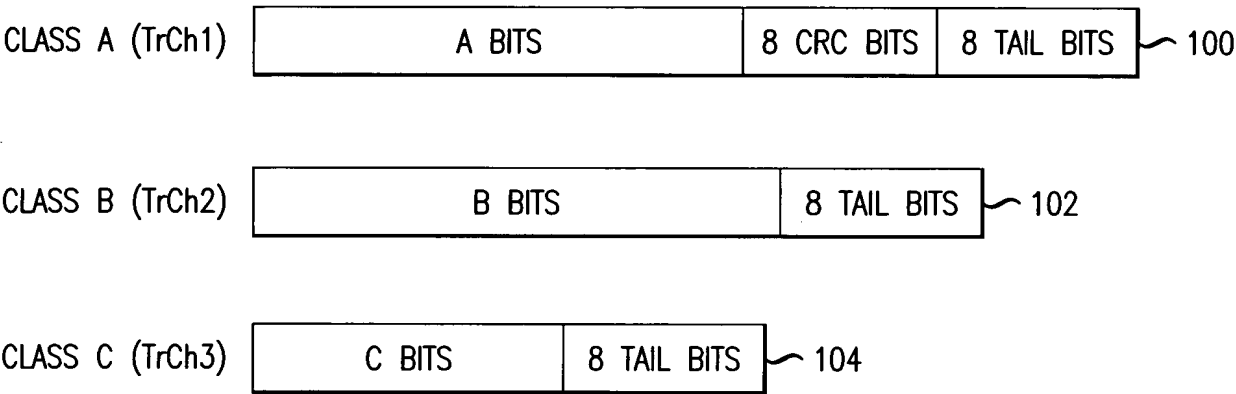 CLASS A (TrCh1) A BITS 8 CRC BITS 8 TAIL BITS 100
CLASS B (TrCh2) B BITS 8 TAIL BITS 102
CLASS C (TrCh3) C BITS 8 TAIL BITS 104